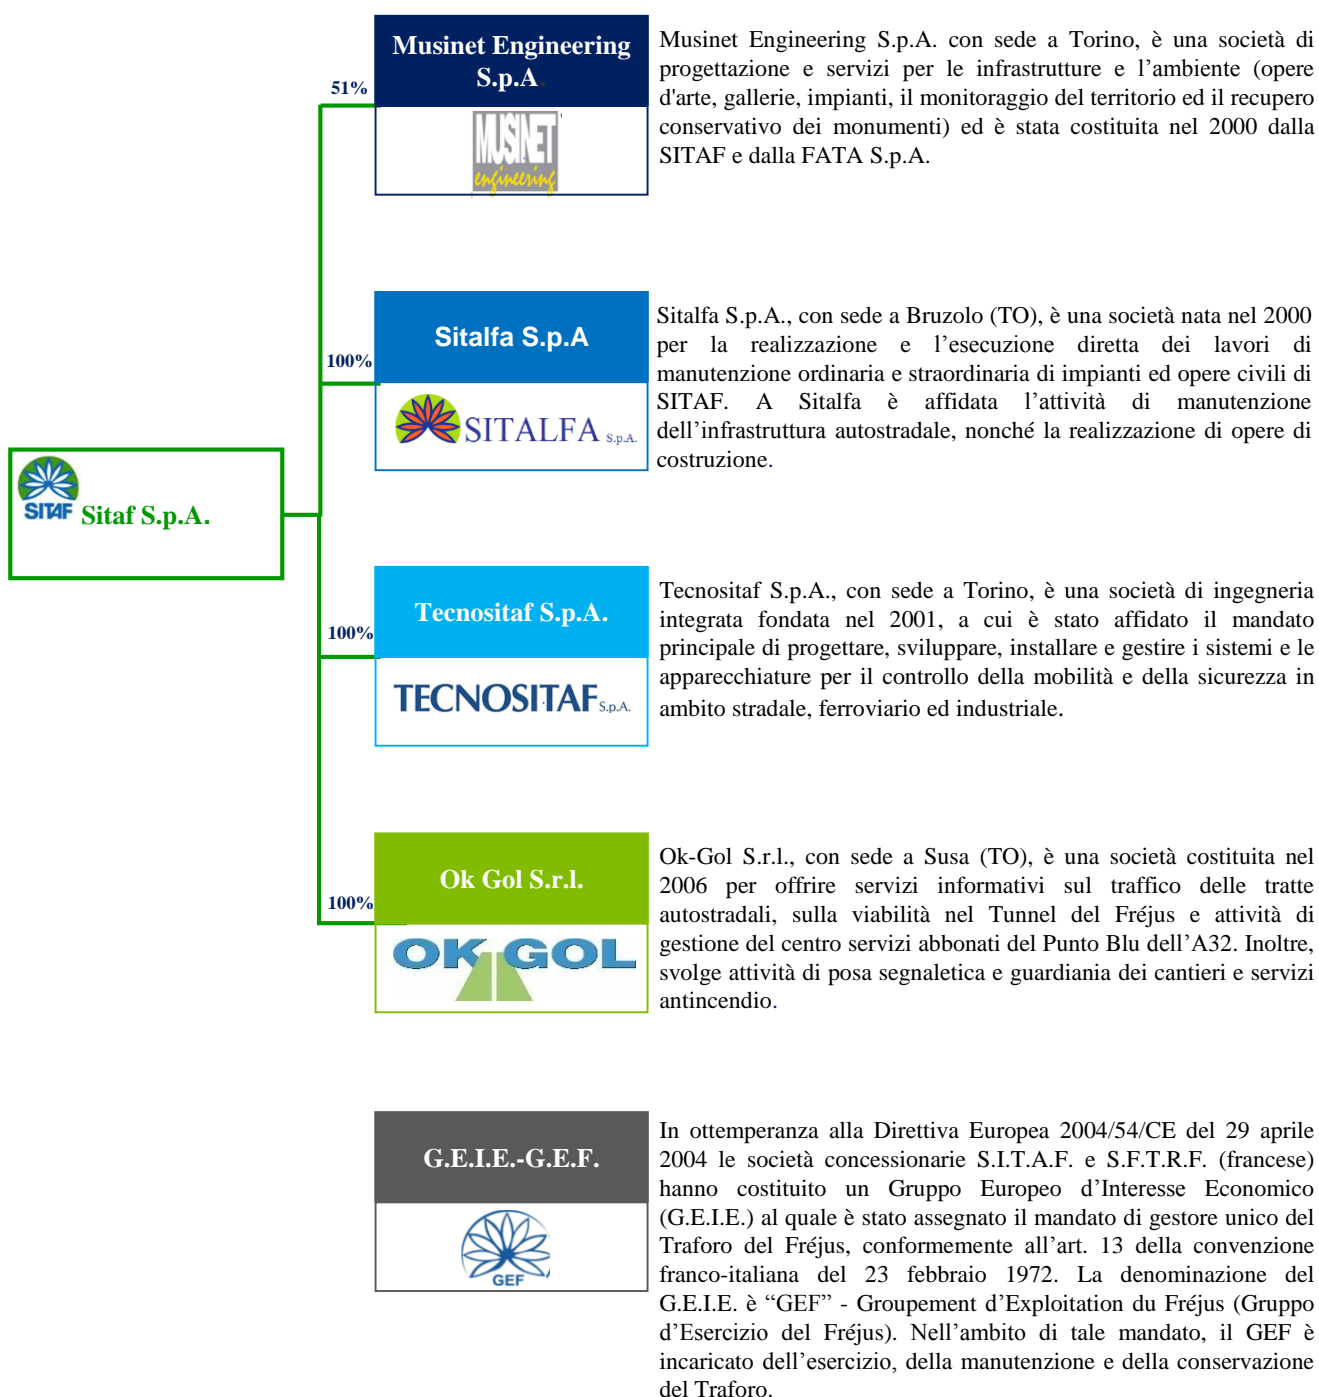 Musinet Engineering
S.p.A.
51%
MUSINET
engineering
Musinet Engineering S.p.A. con sede a Torino, è una società di
progettazione e servizi per le infrastrutture e l’ambiente (opere
d'arte, gallerie, impianti, il monitoraggio del territorio ed il recupero
conservativo dei monumenti) ed è stata costituita nel 2000 dalla
SITAF e dalla FATA S.p.A.
Sitalfa S.p.A
100%
SITALFA S.p.A.
Sitalfa S.p.A., con sede a Bruzolo (TO), è una società nata nel 2000
per la realizzazione e l’esecuzione diretta dei lavori di
manutenzione ordinaria e straordinaria di impianti ed opere civili di
SITAF. A Sitalfa è affidata l’attività di manutenzione
dell’infrastruttura autostradale, nonché la realizzazione di opere di
costruzione.
SITAF
Sitaf S.p.A.
Tecnositaf S.p.A.
100%
TECNOSITAF S.p.A.
Tecnositaf S.p.A., con sede a Torino, è una società di ingegneria
integrata fondata nel 2001, a cui è stato affidato il mandato
principale di progettare, sviluppare, installare e gestire i sistemi e le
apparecchiature per il controllo della mobilità e della sicurezza in
ambito stradale, ferroviario ed industriale.
Ok Gol S.r.l.
100%
OK GOL
Ok-Gol S.r.l., con sede a Susa (TO), è una società costituita nel
2006 per offrire servizi informativi sul traffico delle tratte
autostradali, sulla viabilità nel Tunnel del Fréjus e attività di
gestione del centro servizi abbonati del Punto Blu dell’A32. Inoltre,
svolge attività di posa segnaletica e guardiania dei cantieri e servizi
antincendio.
G.E.I.E.-G.E.F.
GEF
In ottemperanza alla Direttiva Europea 2004/54/CE del 29 aprile
2004 le società concessionarie S.I.T.A.F. e S.F.T.R.F. (francese)
hanno costituito un Gruppo Europeo d’Interesse Economico
(G.E.I.E.) al quale è stato assegnato il mandato di gestore unico del
Traforo del Fréjus, conformemente all’art. 13 della convenzione
franco-italiana del 23 febbraio 1972. La denominazione del
G.E.I.E. è “GEF” - Groupement d’Exploitation du Fréjus (Gruppo
d’Esercizio del Fréjus). Nell’ambito di tale mandato, il GEF è
incaricato dell’esercizio, della manutenzione e della conservazione
del Traforo.